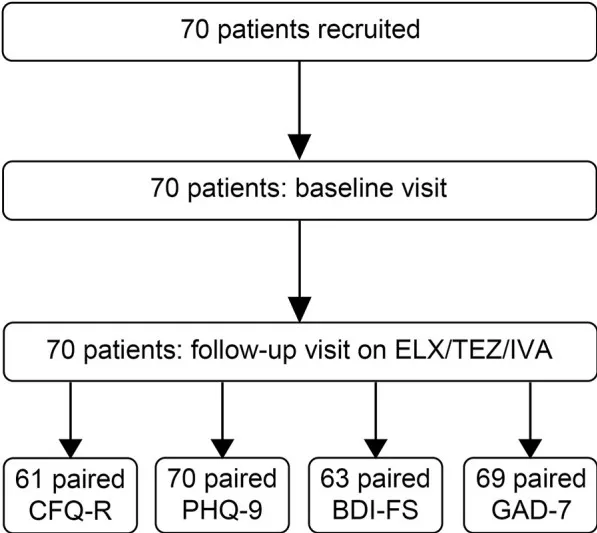 70 patients recruited
70 patients: baseline visit
70 patients: follow-up visit on ELX/TEZ/IVA
61 paired
CFQ-R
70 paired
PHQ-9
63 paired
BDI-FS
69 paired
GAD-7